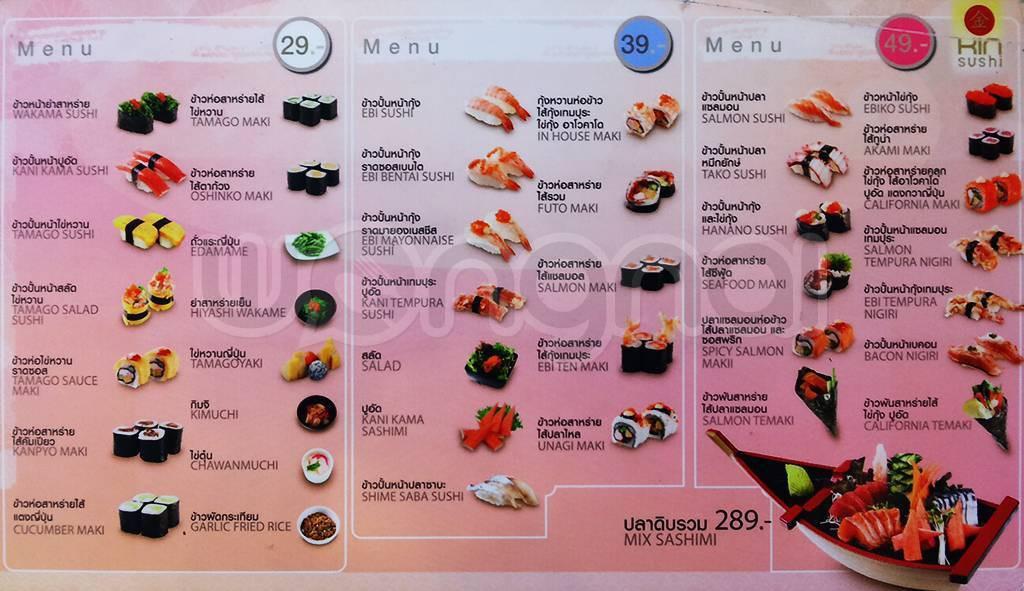 Menu
29.-
ข้าวหน้ายำสาหร่าย
WAKAMA SUSHI
ข้าวปั้นหน้าปูอัด
KANI KAMA SUSHI
ข้าวปั้นหน้าไข่หวาน
TAMAGO SUSHI
ข้าวปั้นหน้าสลัด
ไข่หวาน
TAMAGO SALAD
SUSHI
ข้าวห่อไข่หวาน
ราดซอส
TAMAGO SAUCE
MAKI
ข้าวห่อสาหร่าย
ไส้คัมเปียว
KANPYO MAKI
ข้าวห่อสาหร่ายไส้
แตงญี่ปุ่น
CUCUMBER MAKI
ข้าวห่อสาหร่ายไส้
ไข่หวาน
TAMAGO MAKI
ข้าวห่อสาหร่าย
ไส้ตาก้วง
OSHINKO MAKI
ถั่วแระญี่ปุ่น
EDAMAME
ยำสาหร่ายเย็น
HIYASHI WAKAME
ไข่หวานญี่ปุ่น
TAMAGOYAKI
กิมจิ
KIMUCHI
ไข่ตุ๋น
CHAWANMUCHI
ข้าวผัดกระเทียม
GARLIC FRIED RICE
Menu
39.-
ข้าวปั้นหน้ากุ้ง
EBI SUSHI
ข้าวปั้นหน้ากุ้ง
ราดซอสเบนไต
EBI BENTAI SUSHI
ข้าวปั้นหน้ากุ้ง
ราดมายองเนสซีส
EBI MAYONNAISE
SUSHI
ข้าวปั้นหน้าเทมปุระ
ปูอัด
KANI TEMPURA
SUSHI
สลัด
SALAD
ปูอัด
KANI KAMA
SASHIMI
ข้าวปั้นหน้าปลาซาบะ
SHIME SABA SUSHI
กุ้งหวานห่อข้าว
ไส้กุ้งเทมปุระ
ไข่กุ้ง อาโวคาโด
IN HOUSE MAKI
ข้าวห่อสาหร่าย
ไส้รวม
FUTO MAKI
ข้าวห่อสาหร่าย
ไส้แซลมอล
SALMON MAKI
ข้าวห่อสาหร่าย
ไส้กุ้งเทมปุระ
EBI TEN MAKI
ข้าวห่อสาหร่าย
ไส้ปลาไหล
UNAGI MAKI
Menu
49.-
金
KIN
sushi
ข้าวปั้นหน้าปลา
แซลมอน
SALMON SUSHI
ข้าวปั้นหน้าปลา
หมึกยักษ์
TAKO SUSHI
ข้าวปั้นหน้ากุ้ง
และไข่กุ้ง
HANANO SUSHI
ข้าวห่อสาหร่าย
ไส้ซีฟู้ด
SEAFOOD MAKI
ปลาแซลมอนห่อข้าว
ไส้ปลาแซลมอน และ
ซอสพริก
SPICY SALMON
MAKII
ข้าวพันสาหร่าย
ไส้ปลาแซลมอน
SALMON TEMAKI
ข้าวหน้าไข่กุ้ง
EBIKO SUSHI
ข้าวห่อสาหร่าย
ไส้ทูน่า
AKAMI MAKI
ข้าวห่อสาหร่ายคลุก
ไข่กุ้ง ไส้อาโวคาโด
ปูอัด แตงกวาญี่ปุ่น
CALIFORNIA MAKI
ข้าวปั้นหน้าแซลมอน
เทมปุระ
SALMON
TEMPURA NIGIRI
ข้าวปั้นหน้ากุ้งเทมปุระ
EBI TEMPURA
NIGIRI
ข้าวปั้นหน้าเบคอน
BACON NIGIRI
ข้าวพันสาหร่ายไส้
ไข่กุ้ง ปูอัด
CALIFORNIA TEMAKI
ปลาดิบรวม 289.-
MIX SASHIMI
wongnai